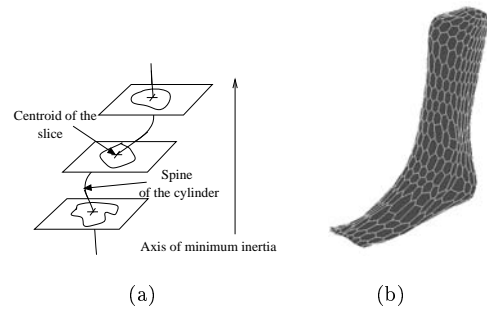 Centroid of the
slice
Spine
of the cylinder
Axis of minimum inertia
(a)
(b)